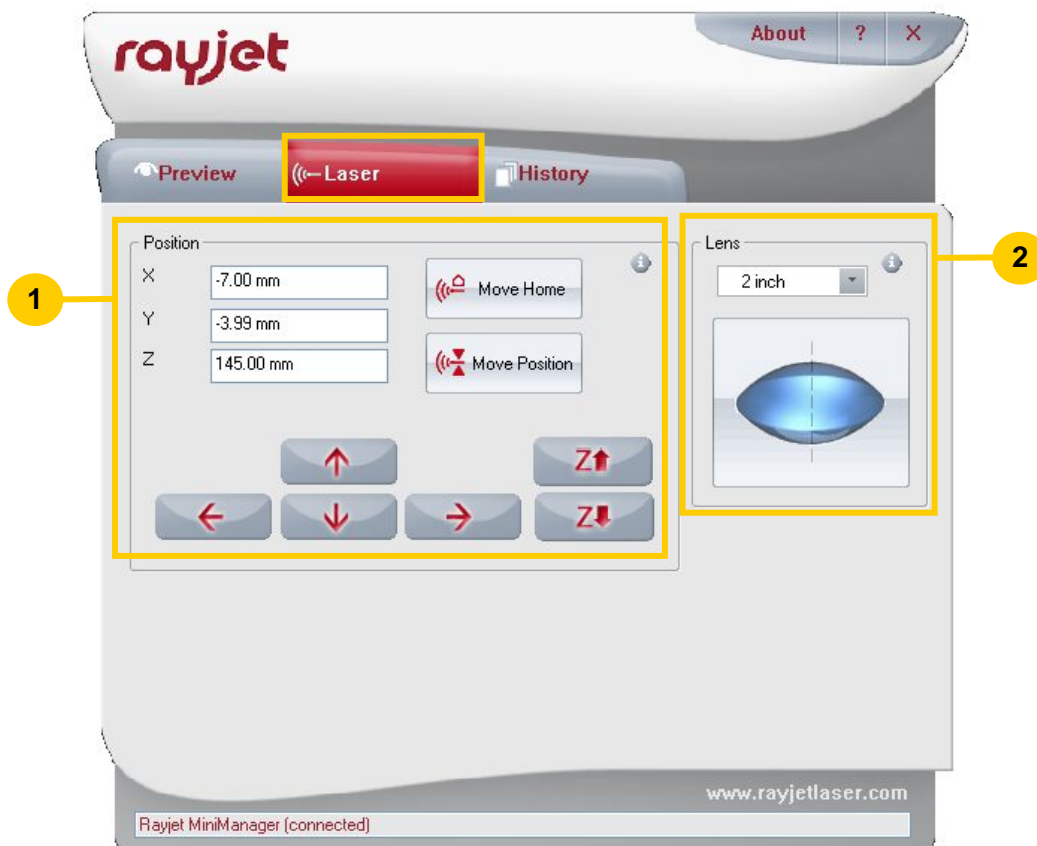 rayjet
About ? X
Preview Laser History
Position
X -7.00 mm
Y -3.99 mm
Z 145.00 mm
Move Home
Move Position
Z
Z
Lens
2 inch
1
2
www.rayjetlaser.com
Rayjet MiniManager (connected)